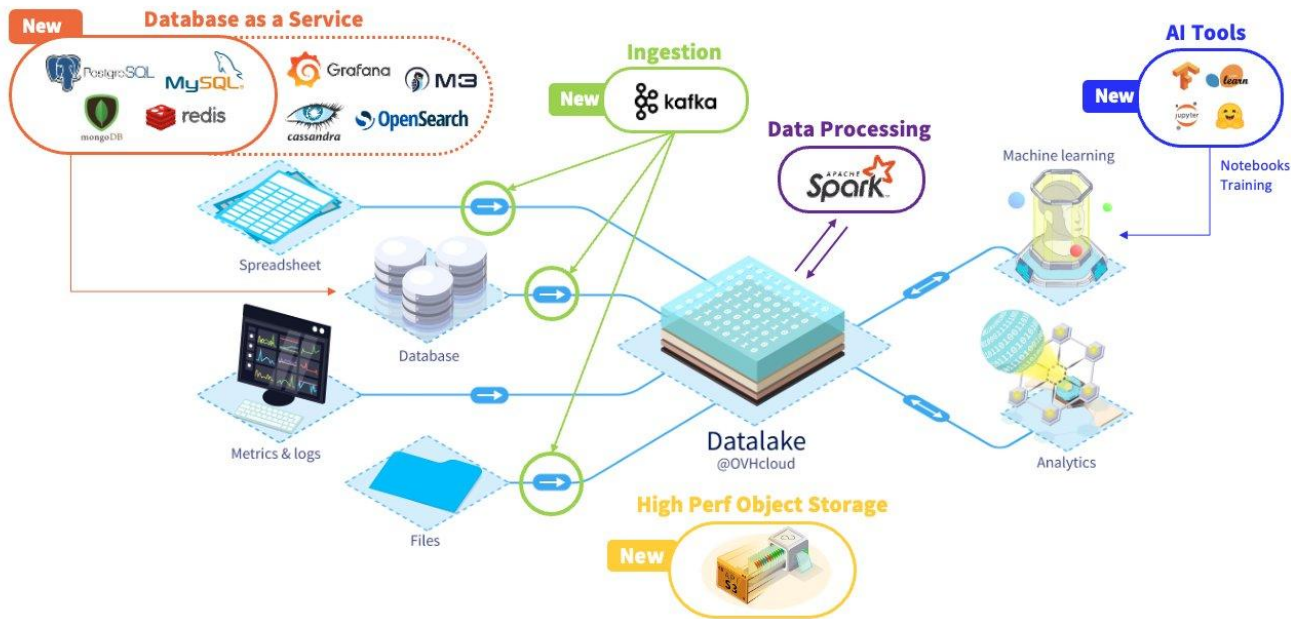 New
Database as a Service
PostgreSQL
MySQL
Grafana
M3
mongoDB
redis
cassandra
OpenSearch
Ingestion
New
kafka
Data Processing
APACHE
Spark
AI Tools
New
learn
jupyter
Machine learning
Notebooks
Training
Spreadsheet
Database
Metrics & logs
Files
Datalake
@OVHcloud
Analytics
High Perf Object Storage
New
S3